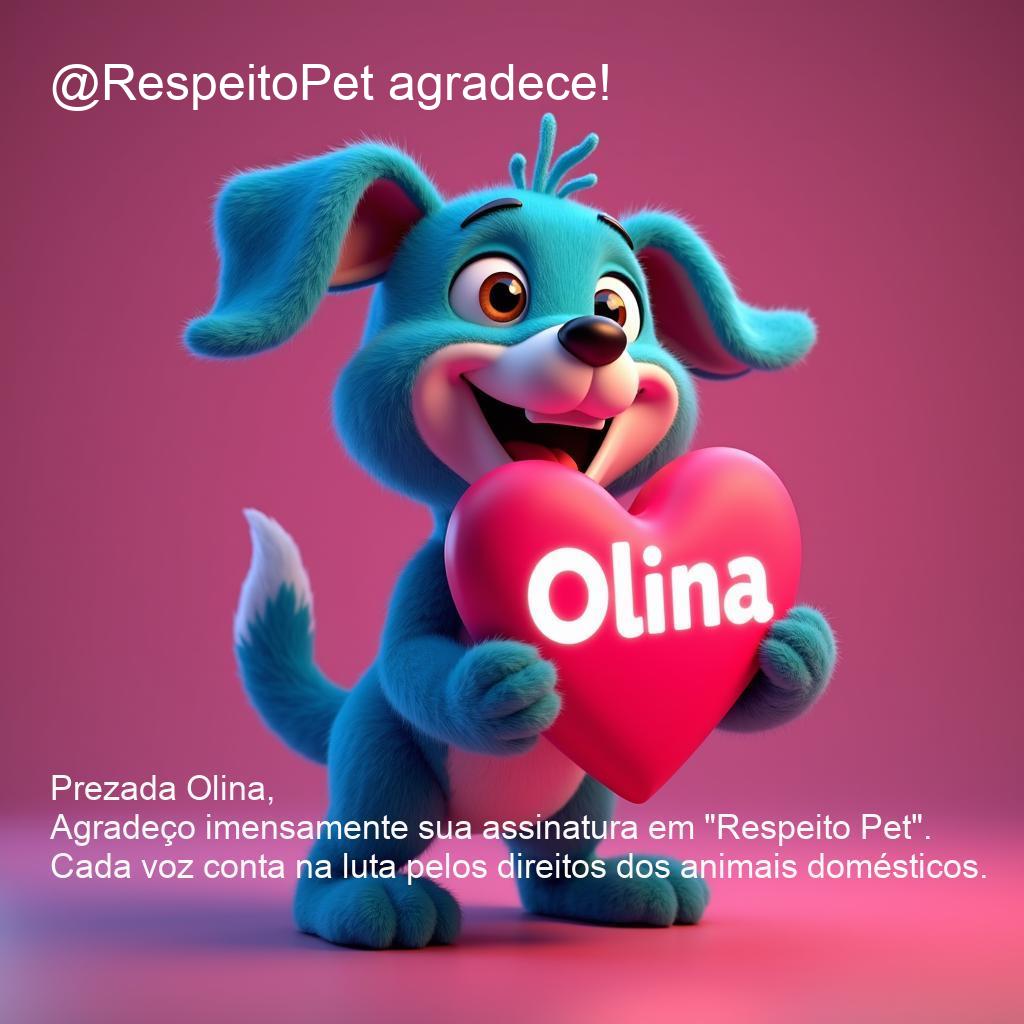 @RespeitoPet agradece!
Olina
Prezada Olina,
Agradeço imensamente sua assinatura em "Respeito Pet".
Cada voz conta na luta pelos direitos dos animais domésticos.